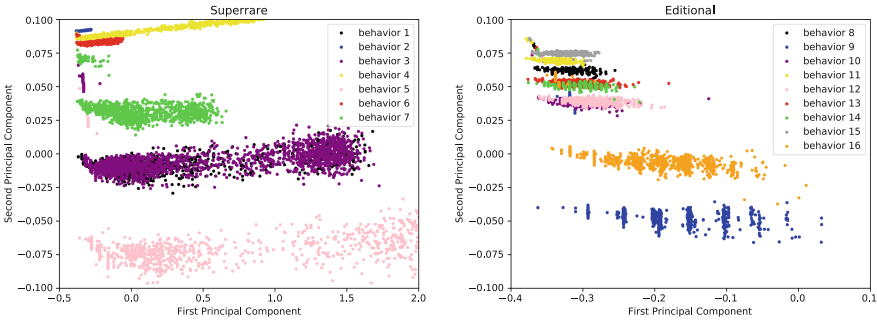 Superrare
Second Principal Component
0.100
0.075
0.050
0.025
0.000
−0.025
−0.050
−0.075
−0.100
−0.5
0.0
0.5
1.0
1.5
2.0
First Principal Component
behavior 1
behavior 2
behavior 3
behavior 4
behavior 5
behavior 6
behavior 7
Editional
Second Principal Component
0.100
0.075
0.050
0.025
0.000
−0.025
−0.050
−0.075
−0.100
−0.4
−0.3
−0.2
−0.1
0.0
0.1
First Principal Component
behavior 8
behavior 9
behavior 10
behavior 11
behavior 12
behavior 13
behavior 14
behavior 15
behavior 16